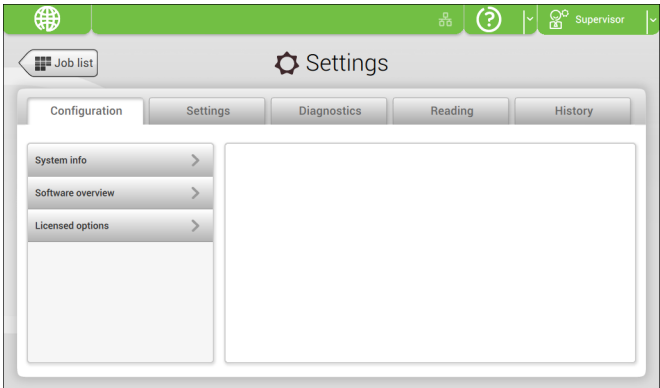 Supervisor
Job list
Settings
Configuration
Settings
Diagnostics
Reading
History
System info
Software overview
Licensed options